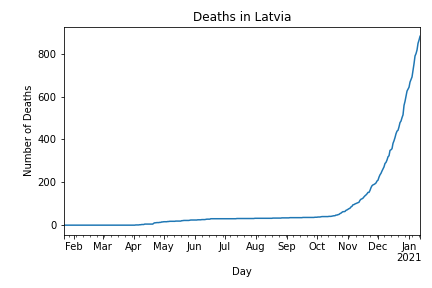 Deaths in Latvia
Number of Deaths
800
600
400
200
0
Feb Mar Apr May Jun Jul Aug Sep Oct Nov Dec Jan
2021
Day